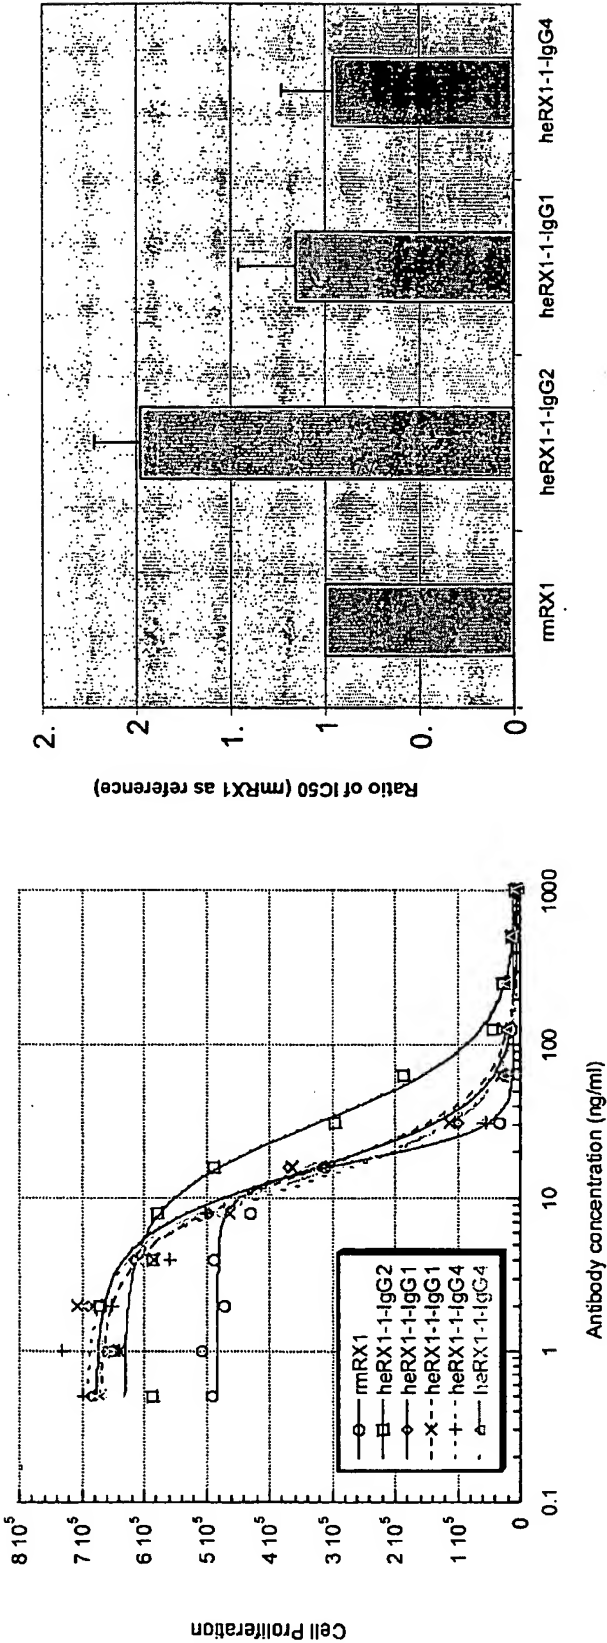 Cell Proliferation
8 10⁵
7 10⁵
6 10⁵
5 10⁵
4 10⁵
3 10⁵
2 10⁵
1 10⁵
0
rmRX1
heRX1-1-IgG2
heRX1-1-IgG1
heRX1-1-IgG1
heRX1-1-IgG4
heRX1-1-IgG4
0.1
1
10
100
1000
Antibody concentration (ng/ml)
Ratio of IC50 (rmRX1 as reference)
2.
2
1.
1
0.
0
rmRX1
heRX1-1-IgG2
heRX1-1-IgG1
heRX1-1-IgG4